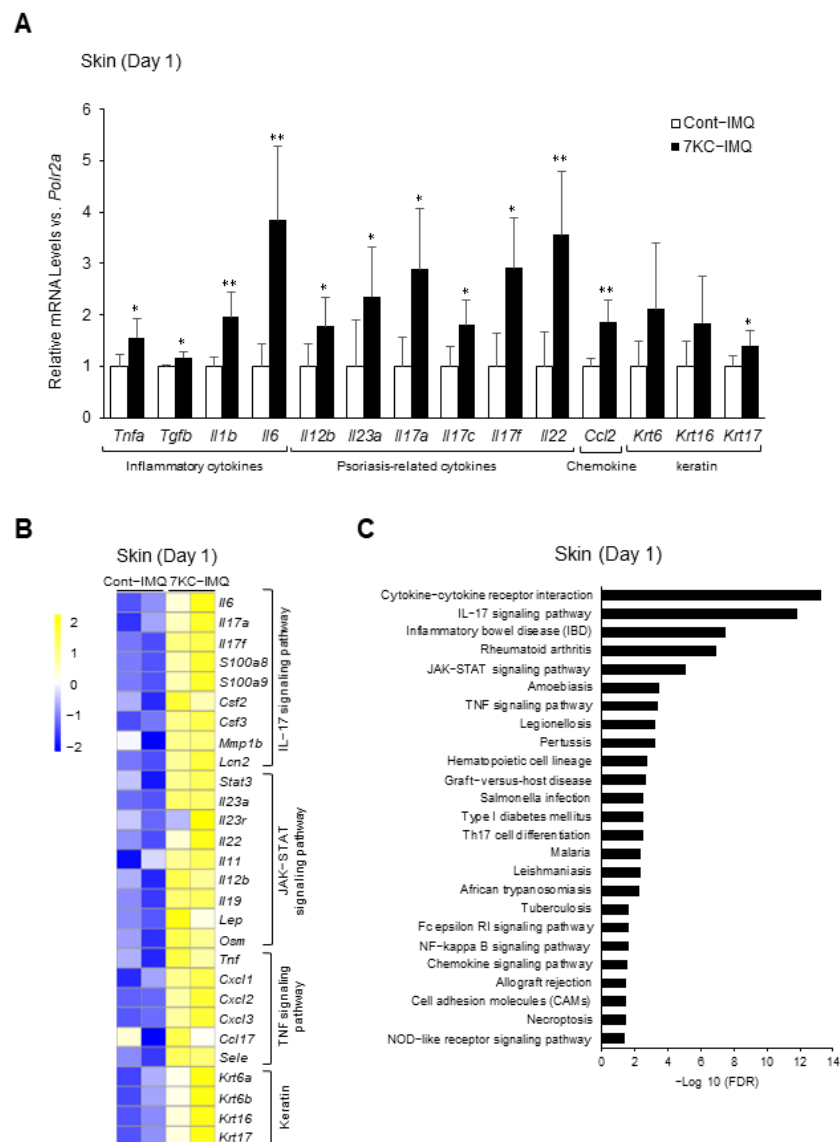 A
Skin (Day 1)
Relative mRNA Levels vs. Polr2a
6
5
4
3
2
1
0
Cont-IMQ
7KC-IMQ
* * ** ** * * * * * ** ** *
Tnfa Tgfb Il1b Il6 Il12b Il23a Il17a Il17c Il17f Il22 Ccl2 Krt6 Krt16 Krt17
Inflammatory cytokines Psoriasis-related cytokines Chemokine keratin
B
Skin (Day 1)
Cont-IMQ 7KC-IMQ
2
1
0
−1
−2
Il6
Il17a
Il17f
S100a8
S100a9
Csf2
Csf3
Mmp1b
Lcn2
IL-17 signaling pathway
Stat3
Il23a
Il23r
Il22
Il11
Il12b
Il19
Lep
Osm
JAK-STAT
signaling pathway
Tnf
Cxcl1
Cxcl2
Cxcl3
Ccl17
Sele
TNF signaling
pathway
Krt6a
Krt6b
Krt16
Krt17
Keratin
C
Skin (Day 1)
Cytokine-cytokine receptor interaction
IL-17 signaling pathway
Inflammatory bowel disease (IBD)
Rheumatoid arthritis
JAK-STAT signaling pathway
Amoebiasis
TNF signaling pathway
Legionellosis
Pertussis
Hematopoietic cell lineage
Graft-versus-host disease
Salmonella infection
Type I diabetes mellitus
Th17 cell differentiation
Malaria
Leishmaniasis
African trypanosomiasis
Tuberculosis
Fc epsilon RI signaling pathway
NF-kappa B signaling pathway
Chemokine signaling pathway
Allograft rejection
Cell adhesion molecules (CAMs)
Necroptosis
NOD-like receptor signaling pathway
0 2 4 6 8 10 12 14
-Log 10 (FDR)